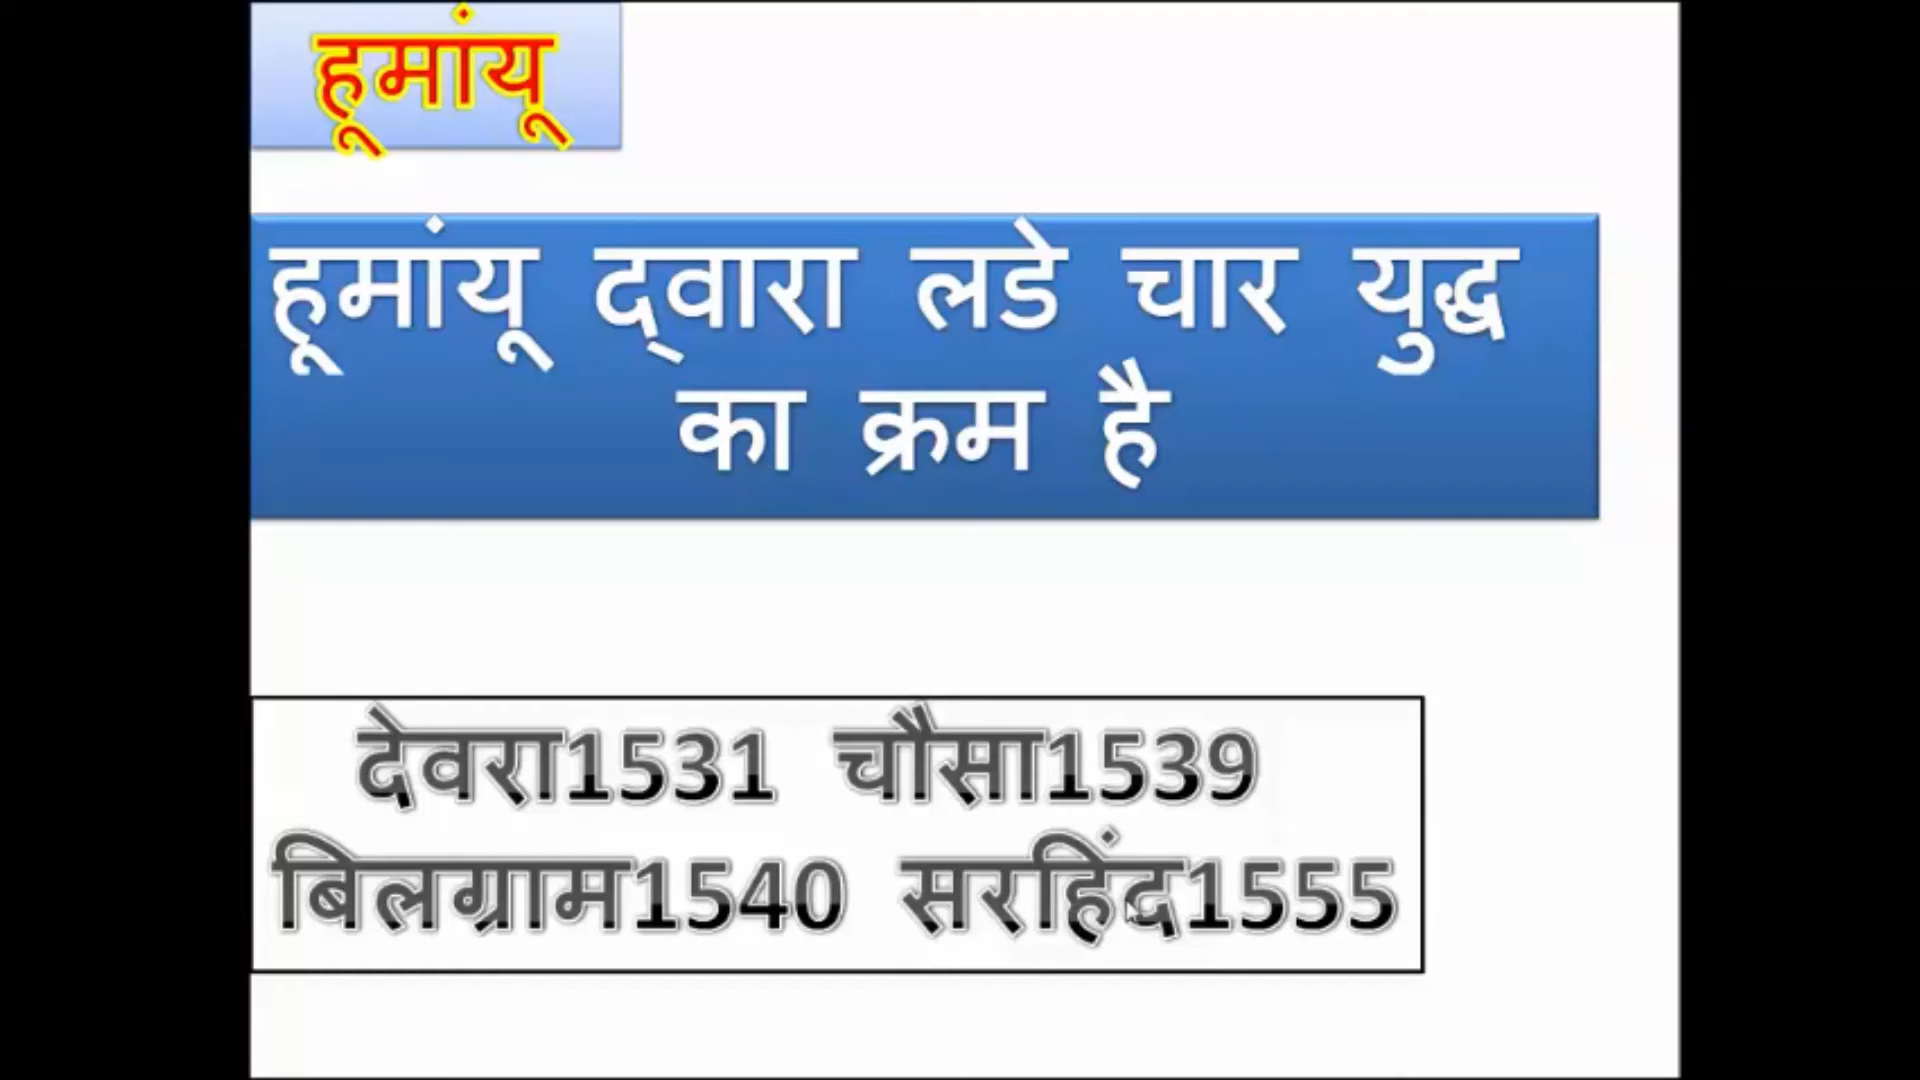 हूमांयू
हूमांयू द्‌वारा लडे चार युद्ध
का क्रम है
देवरा1531 चौसा1539
बिलग्राम1540 सरहिंद1555